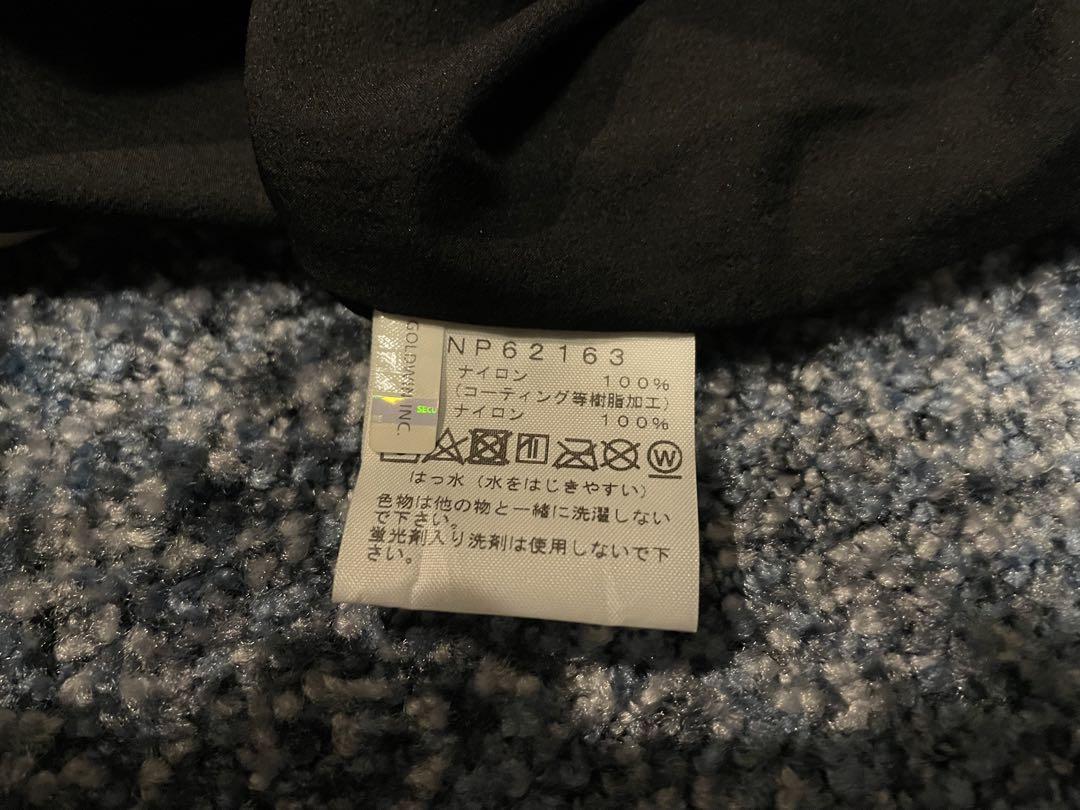 GOLDWIN INC.
SECU
NP62163
ナイロン 100%
(コーティング等樹脂加工)
ナイロン 100%
W
はっ水(水をはじきやすい)
色物は他の物と一緒に洗濯しない
で下さい。
蛍光剤入り洗剤は使用しないで下
さい。